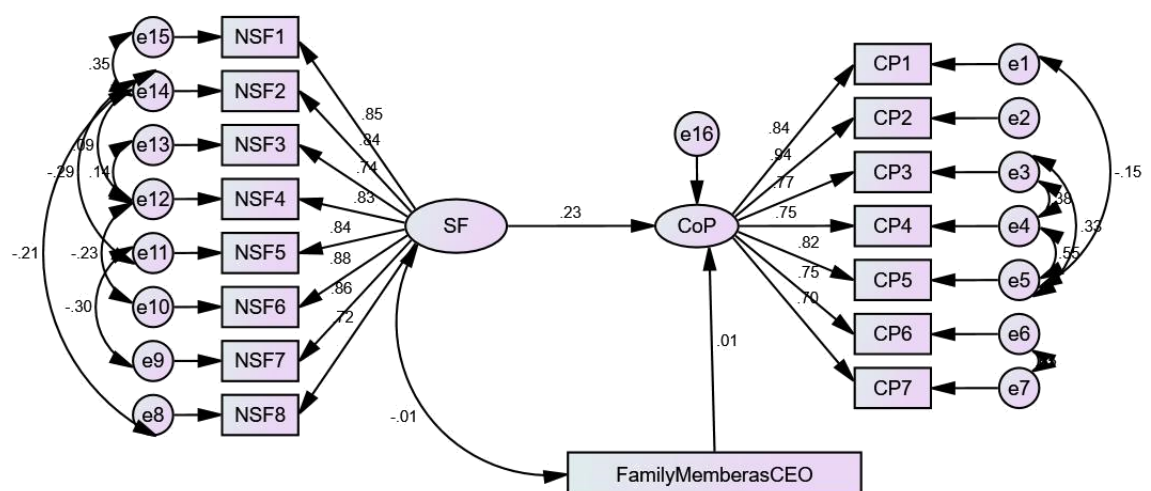 e15 NSF1
.35
e14 NSF2
e13 NSF3
.09
-.29 .14
e12 NSF4
e11 NSF5
-.21 -.23
e10 NSF6
-.30
e9 NSF7
e8 NSF8
.85
.84
.74
.83
.84
.88
.86
.72
SF
.23
e16
CoP
-.01
.01
FamilyMemberasCEO
.84
.94
.77
.75
.82
.75
.70
CP1 e1
CP2 e2
CP3 e3
CP4 e4
CP5 e5
CP6 e6
CP7 e7
-.15
.38
.33
.55